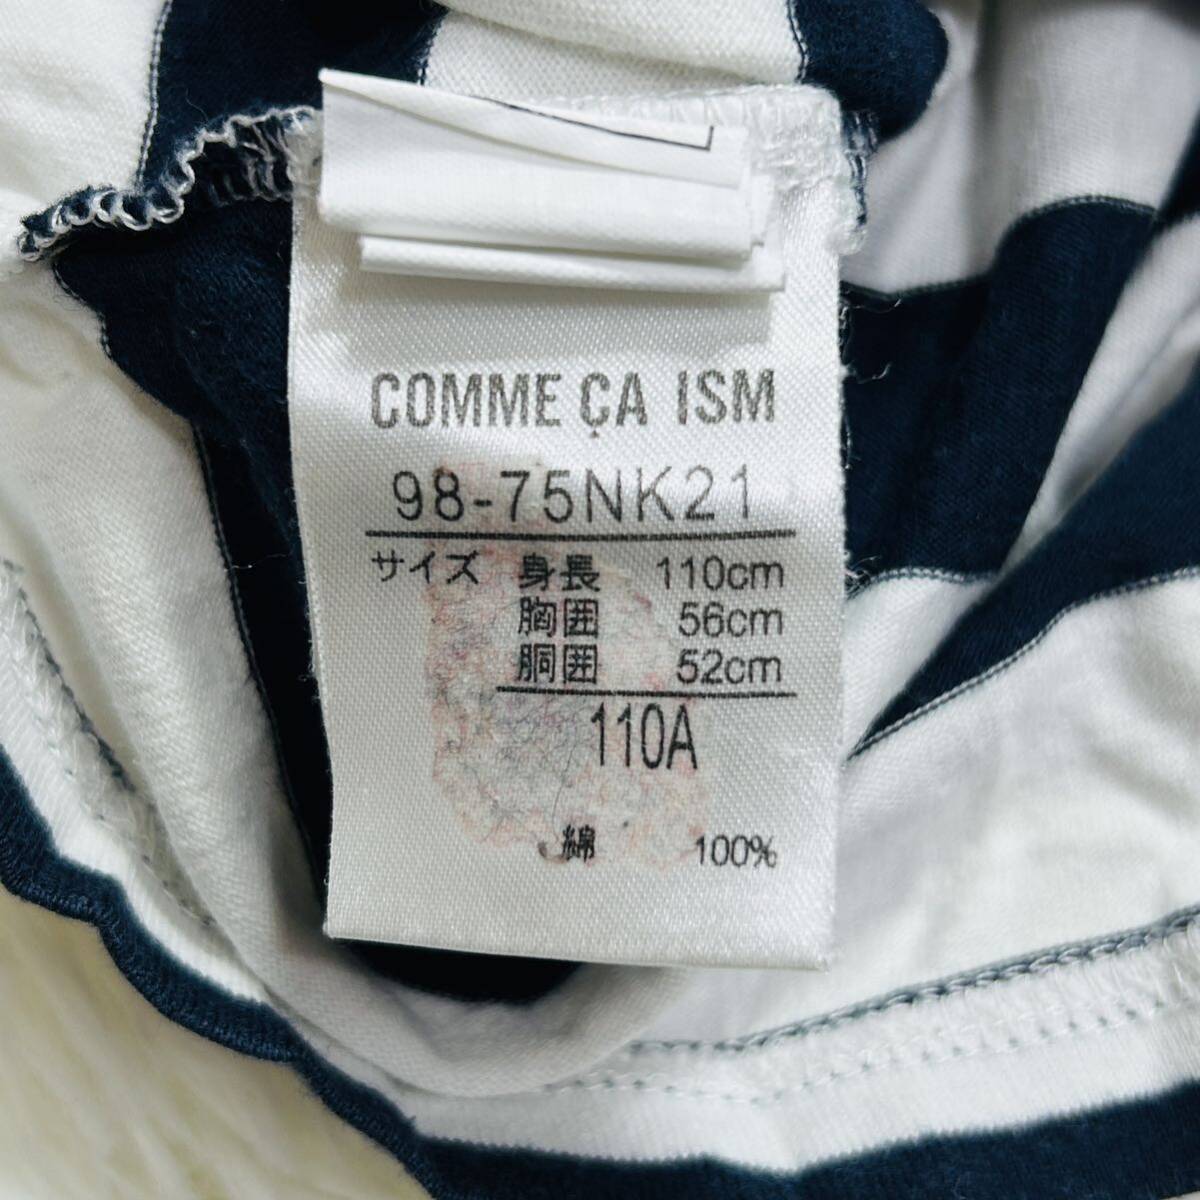 COMME ÇA ISM
98-75NK21
サイズ 身長 110cm
胸囲 56cm
胴囲 52cm
110A
綿 100%